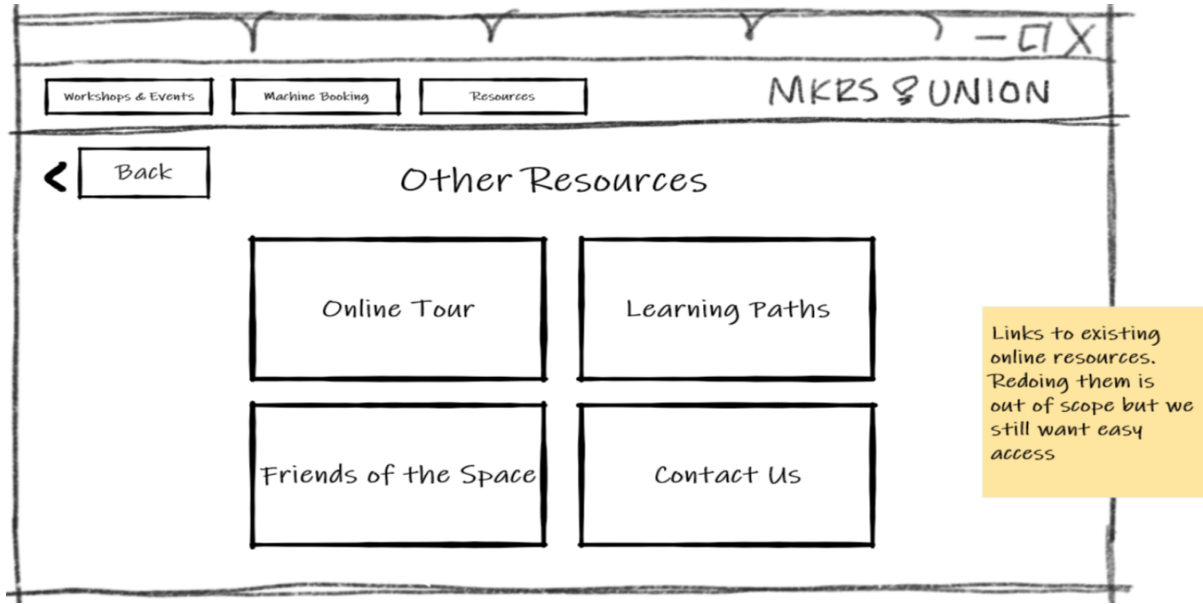 Workshops & Events
Machine Booking
Resources
MKRS & UNION
Back
Other Resources
Online Tour
Learning Paths
Friends of the Space
Contact Us
Links to existing
online resources.
Redoing them is
out of scope but we
still want easy
access